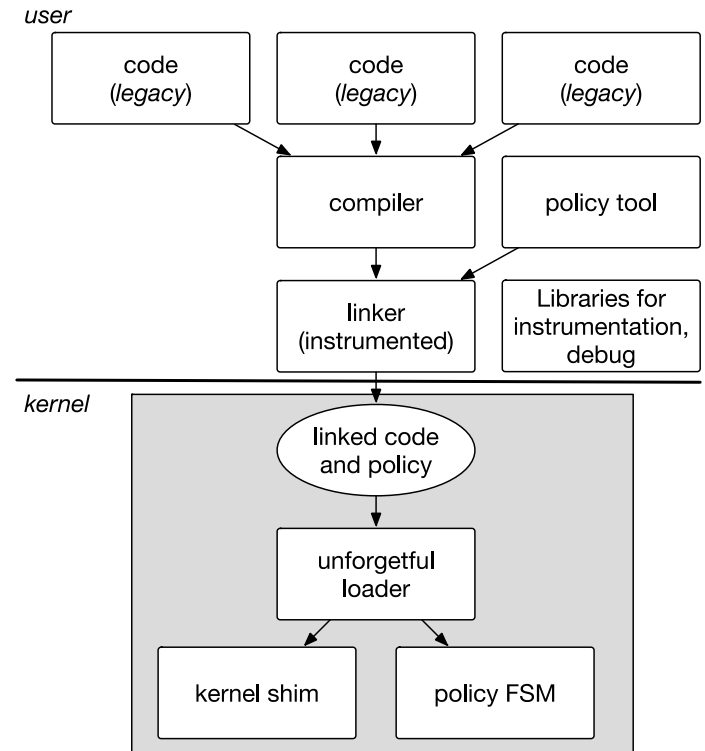 user
code
(legacy)
code
(legacy)
code
(legacy)
compiler
policy tool
linker
(instrumented)
Libraries for
instrumentation,
debug
kernel
linked code
and policy
unforgetful
loader
kernel shim
policy FSM